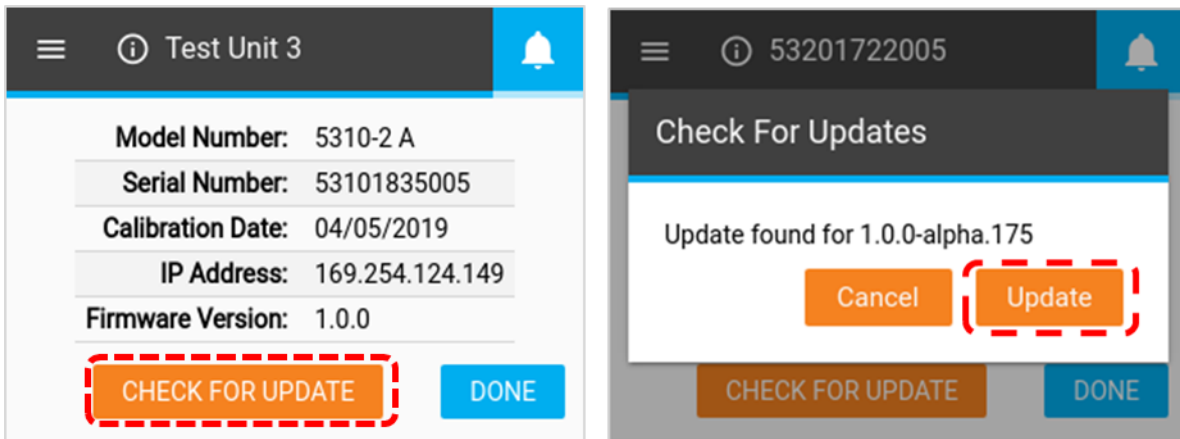 Test Unit 3
Model Number: 5310-2 A
Serial Number: 53101835005
Calibration Date: 04/05/2019
IP Address: 169.254.124.149
Firmware Version: 1.0.0
CHECK FOR UPDATE DONE
53201722005
Check For Updates
Update found for 1.0.0-alpha.175
Cancel Update
CHECK FOR UPDATE DONE